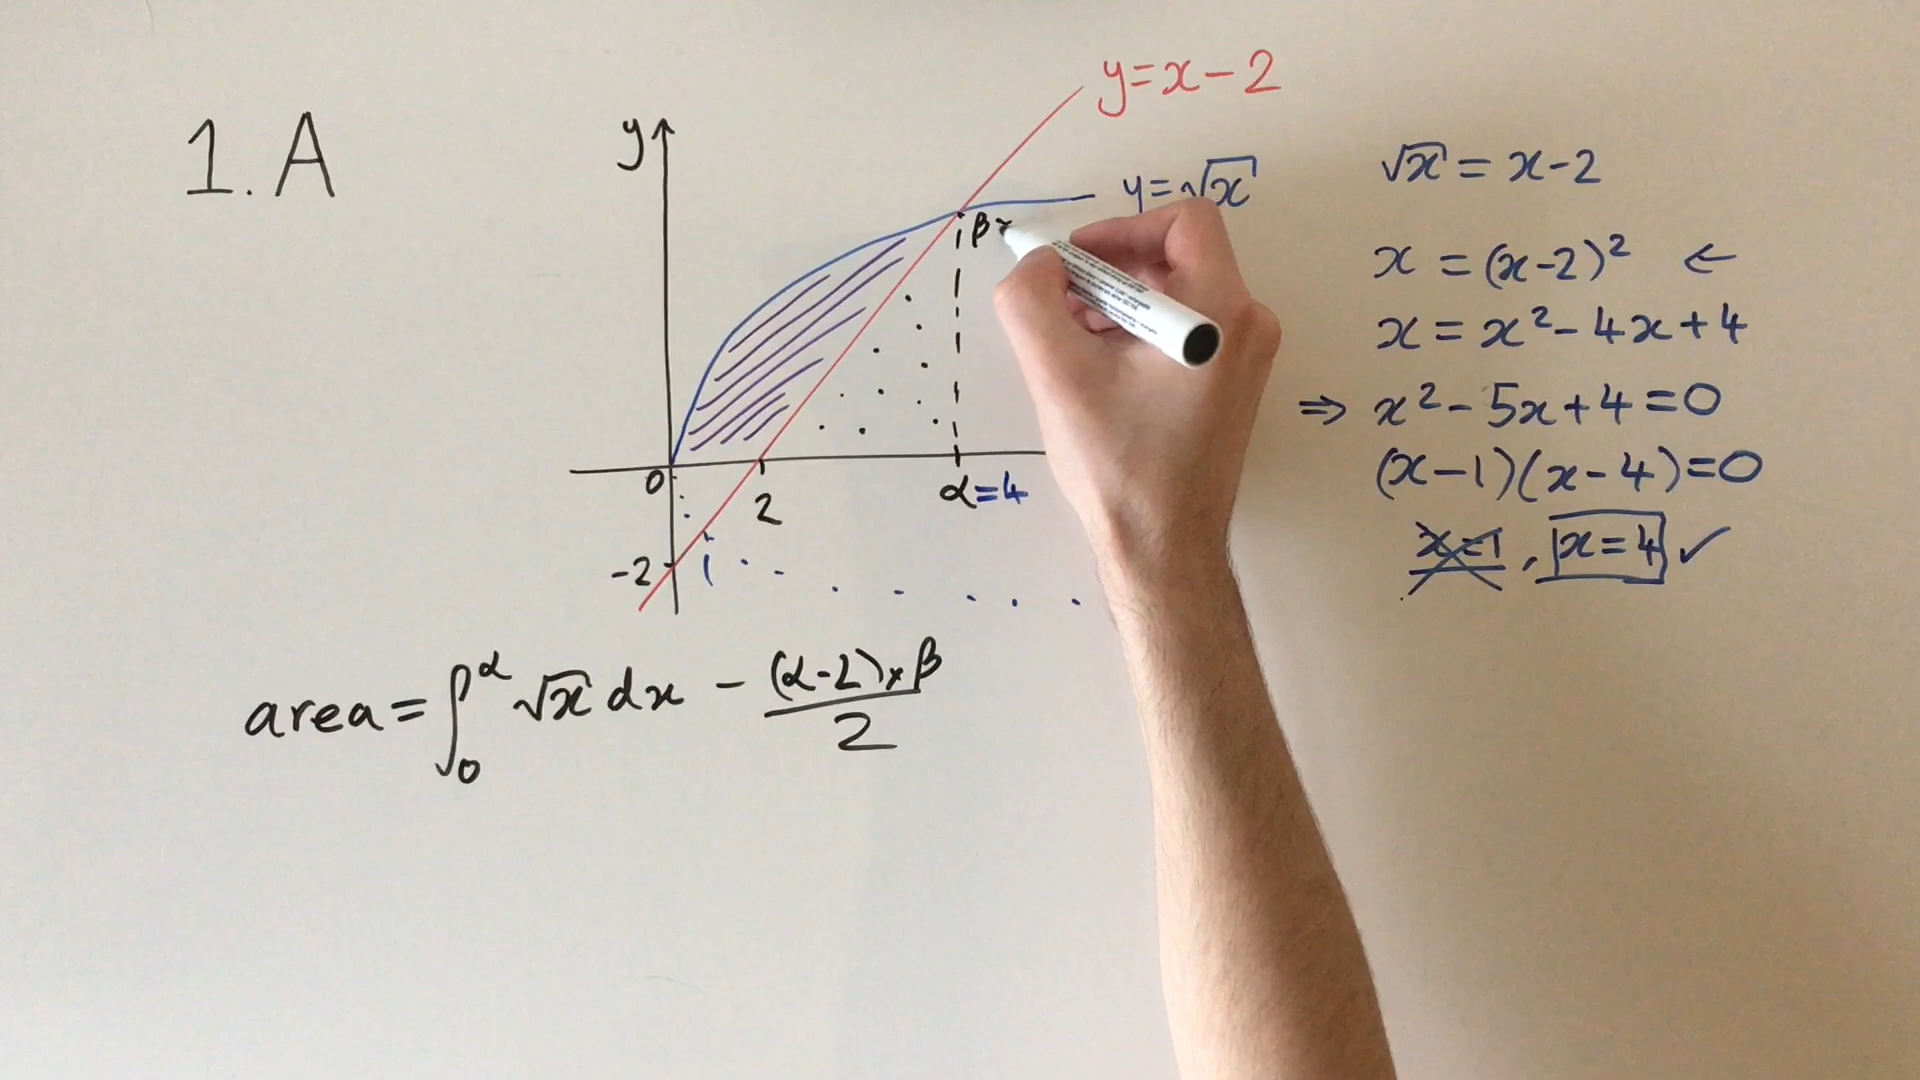 1. A
y
y=x-2
y=√x
β
0
2
α=4
-2
1
area = ∫₀^α √x dx - (α-2)×β / 2
√x = x-2
x = (x-2)² ←
x = x² - 4x + 4
⇒ x² - 5x + 4 = 0
(x-1)(x-4) = 0
x=1, x=4 ✓